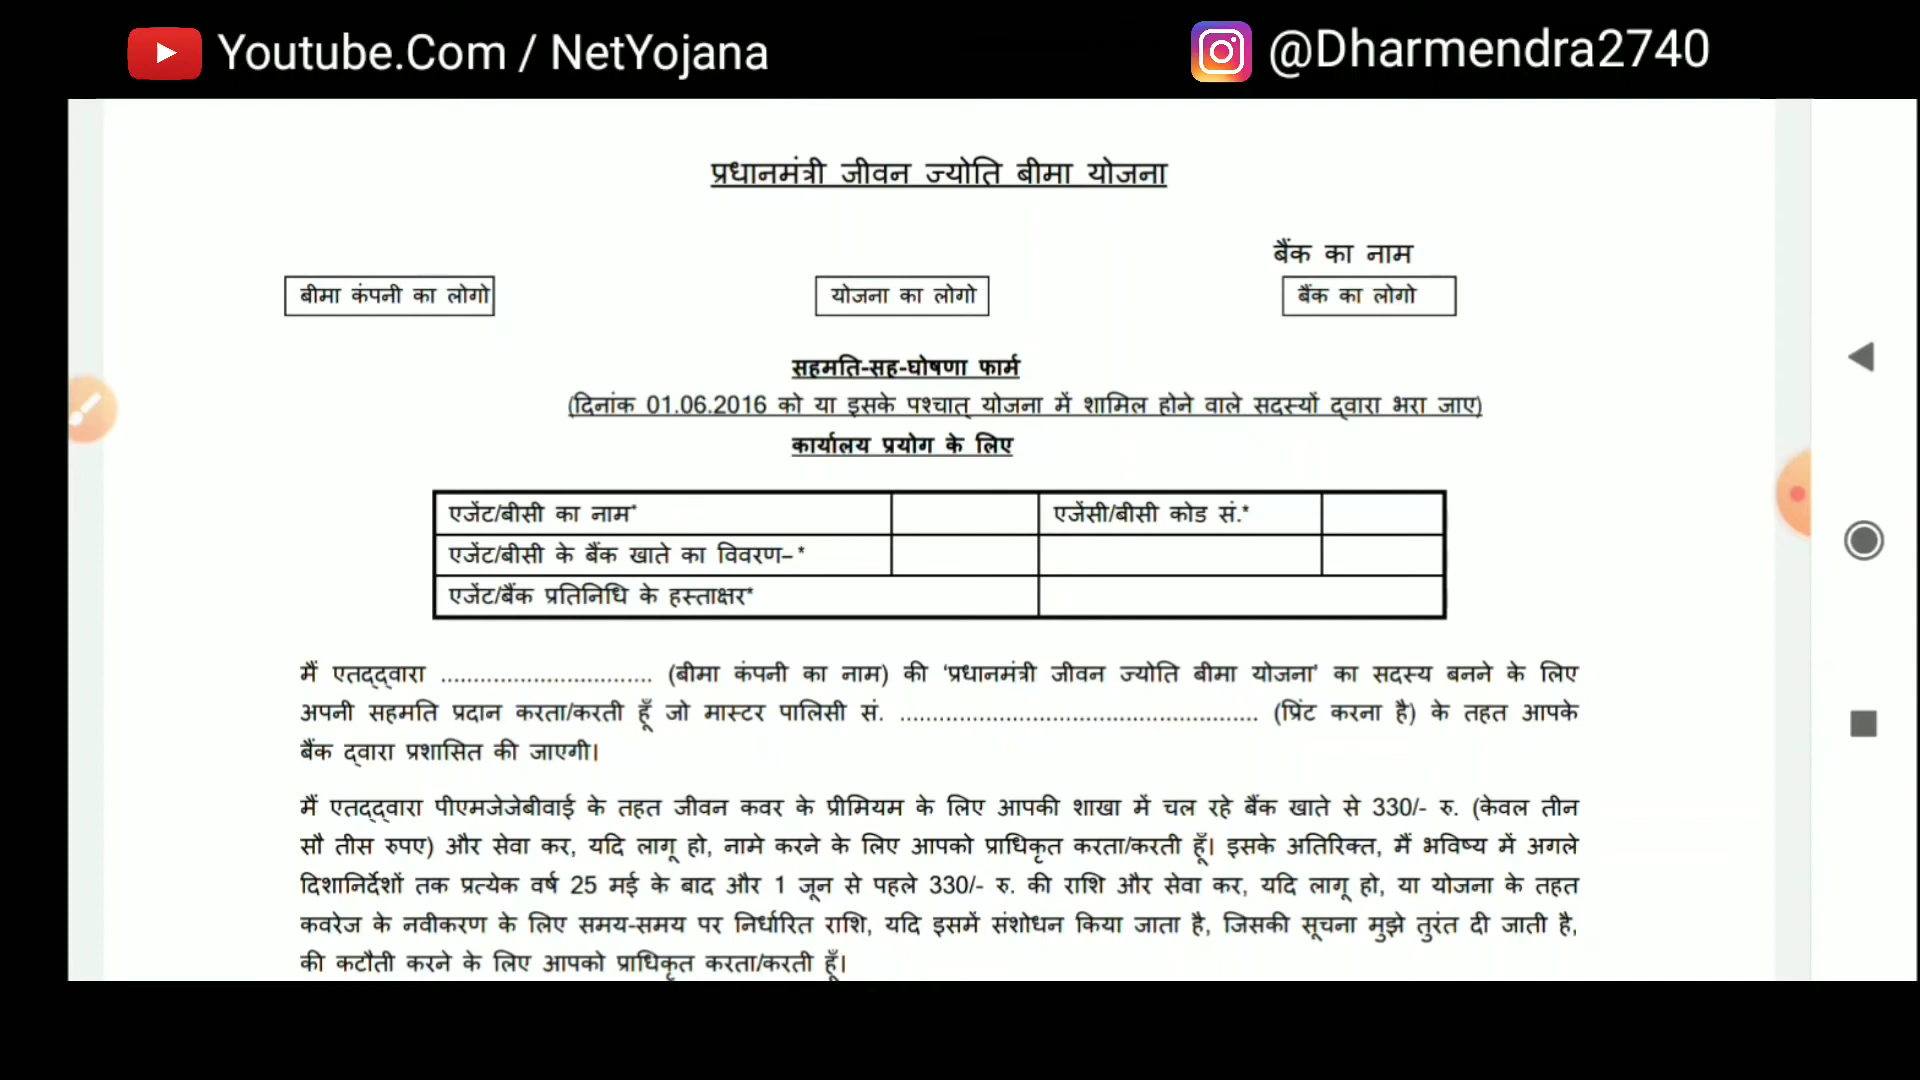 Youtube.Com / NetYojana
@Dharmendra2740
प्रधानमंत्री जीवन ज्योति बीमा योजना
बैंक का नाम
बीमा कंपनी का लोगो
योजना का लोगो
बैंक का लोगो
सहमति-सह-घोषणा फार्म
(दिनांक 01.06.2016 को या इसके पश्चात् योजना में शामिल होने वाले सदस्यों द्वारा भरा जाए)
कार्यालय प्रयोग के लिए
एजेंट/बीसी का नाम*
एजेंसी/बीसी कोड सं.*
एजेंट/बीसी के बैंक खाते का विवरण–*
एजेंट/बैंक प्रतिनिधि के हस्ताक्षर*
मैं एतद्द्वारा ................................ (बीमा कंपनी का नाम) की 'प्रधानमंत्री जीवन ज्योति बीमा योजना' का सदस्य बनने के लिए
अपनी सहमति प्रदान करता/करती हूँ जो मास्टर पालिसी सं. ...................................................... (प्रिंट करना है) के तहत आपके
बैंक द्वारा प्रशासित की जाएगी।
मैं एतद्द्वारा पीएमजेजेबीवाई के तहत जीवन कवर के प्रीमियम के लिए आपकी शाखा में चल रहे बैंक खाते से 330/- रु. (केवल तीन
सौ तीस रुपए) और सेवा कर, यदि लागू हो, नामे करने के लिए आपको प्राधिकृत करता/करती हूँ। इसके अतिरिक्त, मैं भविष्य में अगले
दिशानिर्देशों तक प्रत्येक वर्ष 25 मई के बाद और 1 जून से पहले 330/- रु. की राशि और सेवा कर, यदि लागू हो, या योजना के तहत
कवरेज के नवीकरण के लिए समय-समय पर निर्धारित राशि, यदि इसमें संशोधन किया जाता है, जिसकी सूचना मुझे तुरंत दी जाती है,
की कटौती करने के लिए आपको प्राधिकृत करता/करती हूँ।